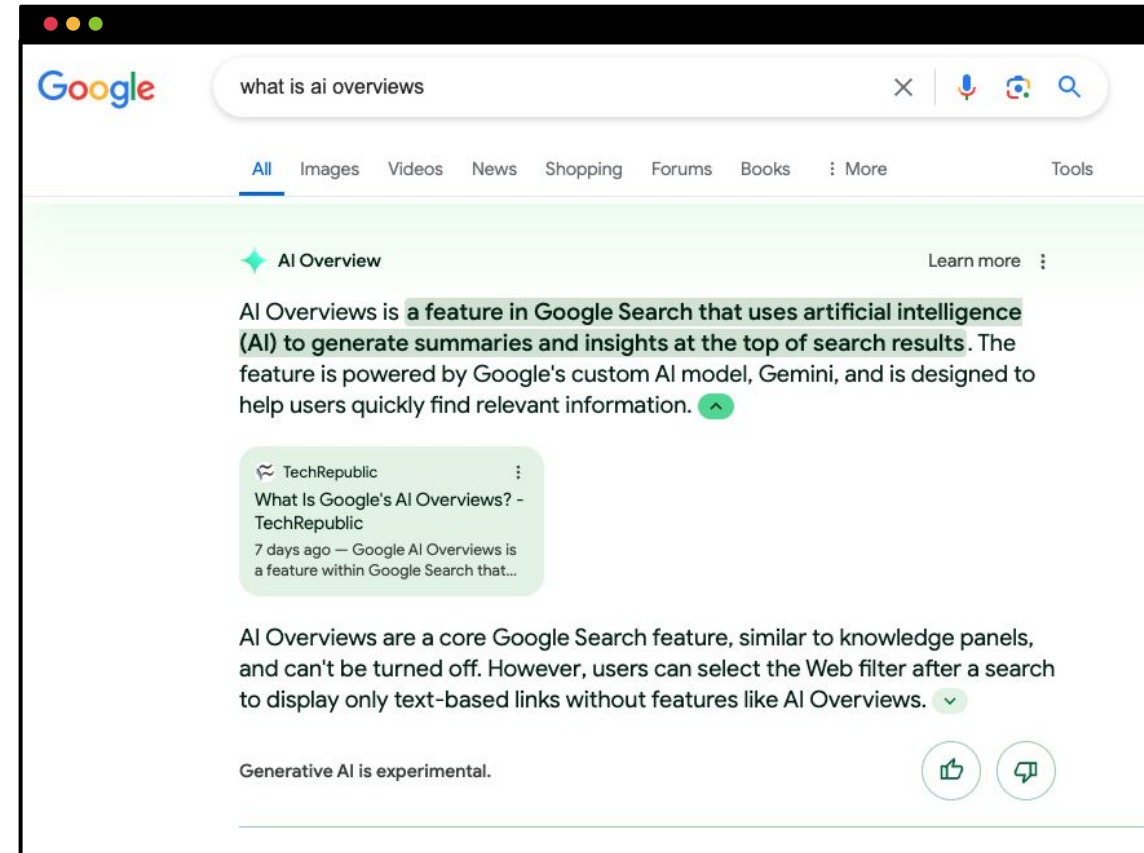 Google
what is ai overviews
All Images Videos News Shopping Forums Books More Tools
AI Overview Learn more
AI Overviews is a feature in Google Search that uses artificial intelligence
(AI) to generate summaries and insights at the top of search results. The
feature is powered by Google's custom AI model, Gemini, and is designed to
help users quickly find relevant information.
TechRepublic
What Is Google's AI Overviews? -
TechRepublic
7 days ago — Google AI Overviews is
a feature within Google Search that...
AI Overviews are a core Google Search feature, similar to knowledge panels,
and can't be turned off. However, users can select the Web filter after a search
to display only text-based links without features like AI Overviews.
Generative AI is experimental.